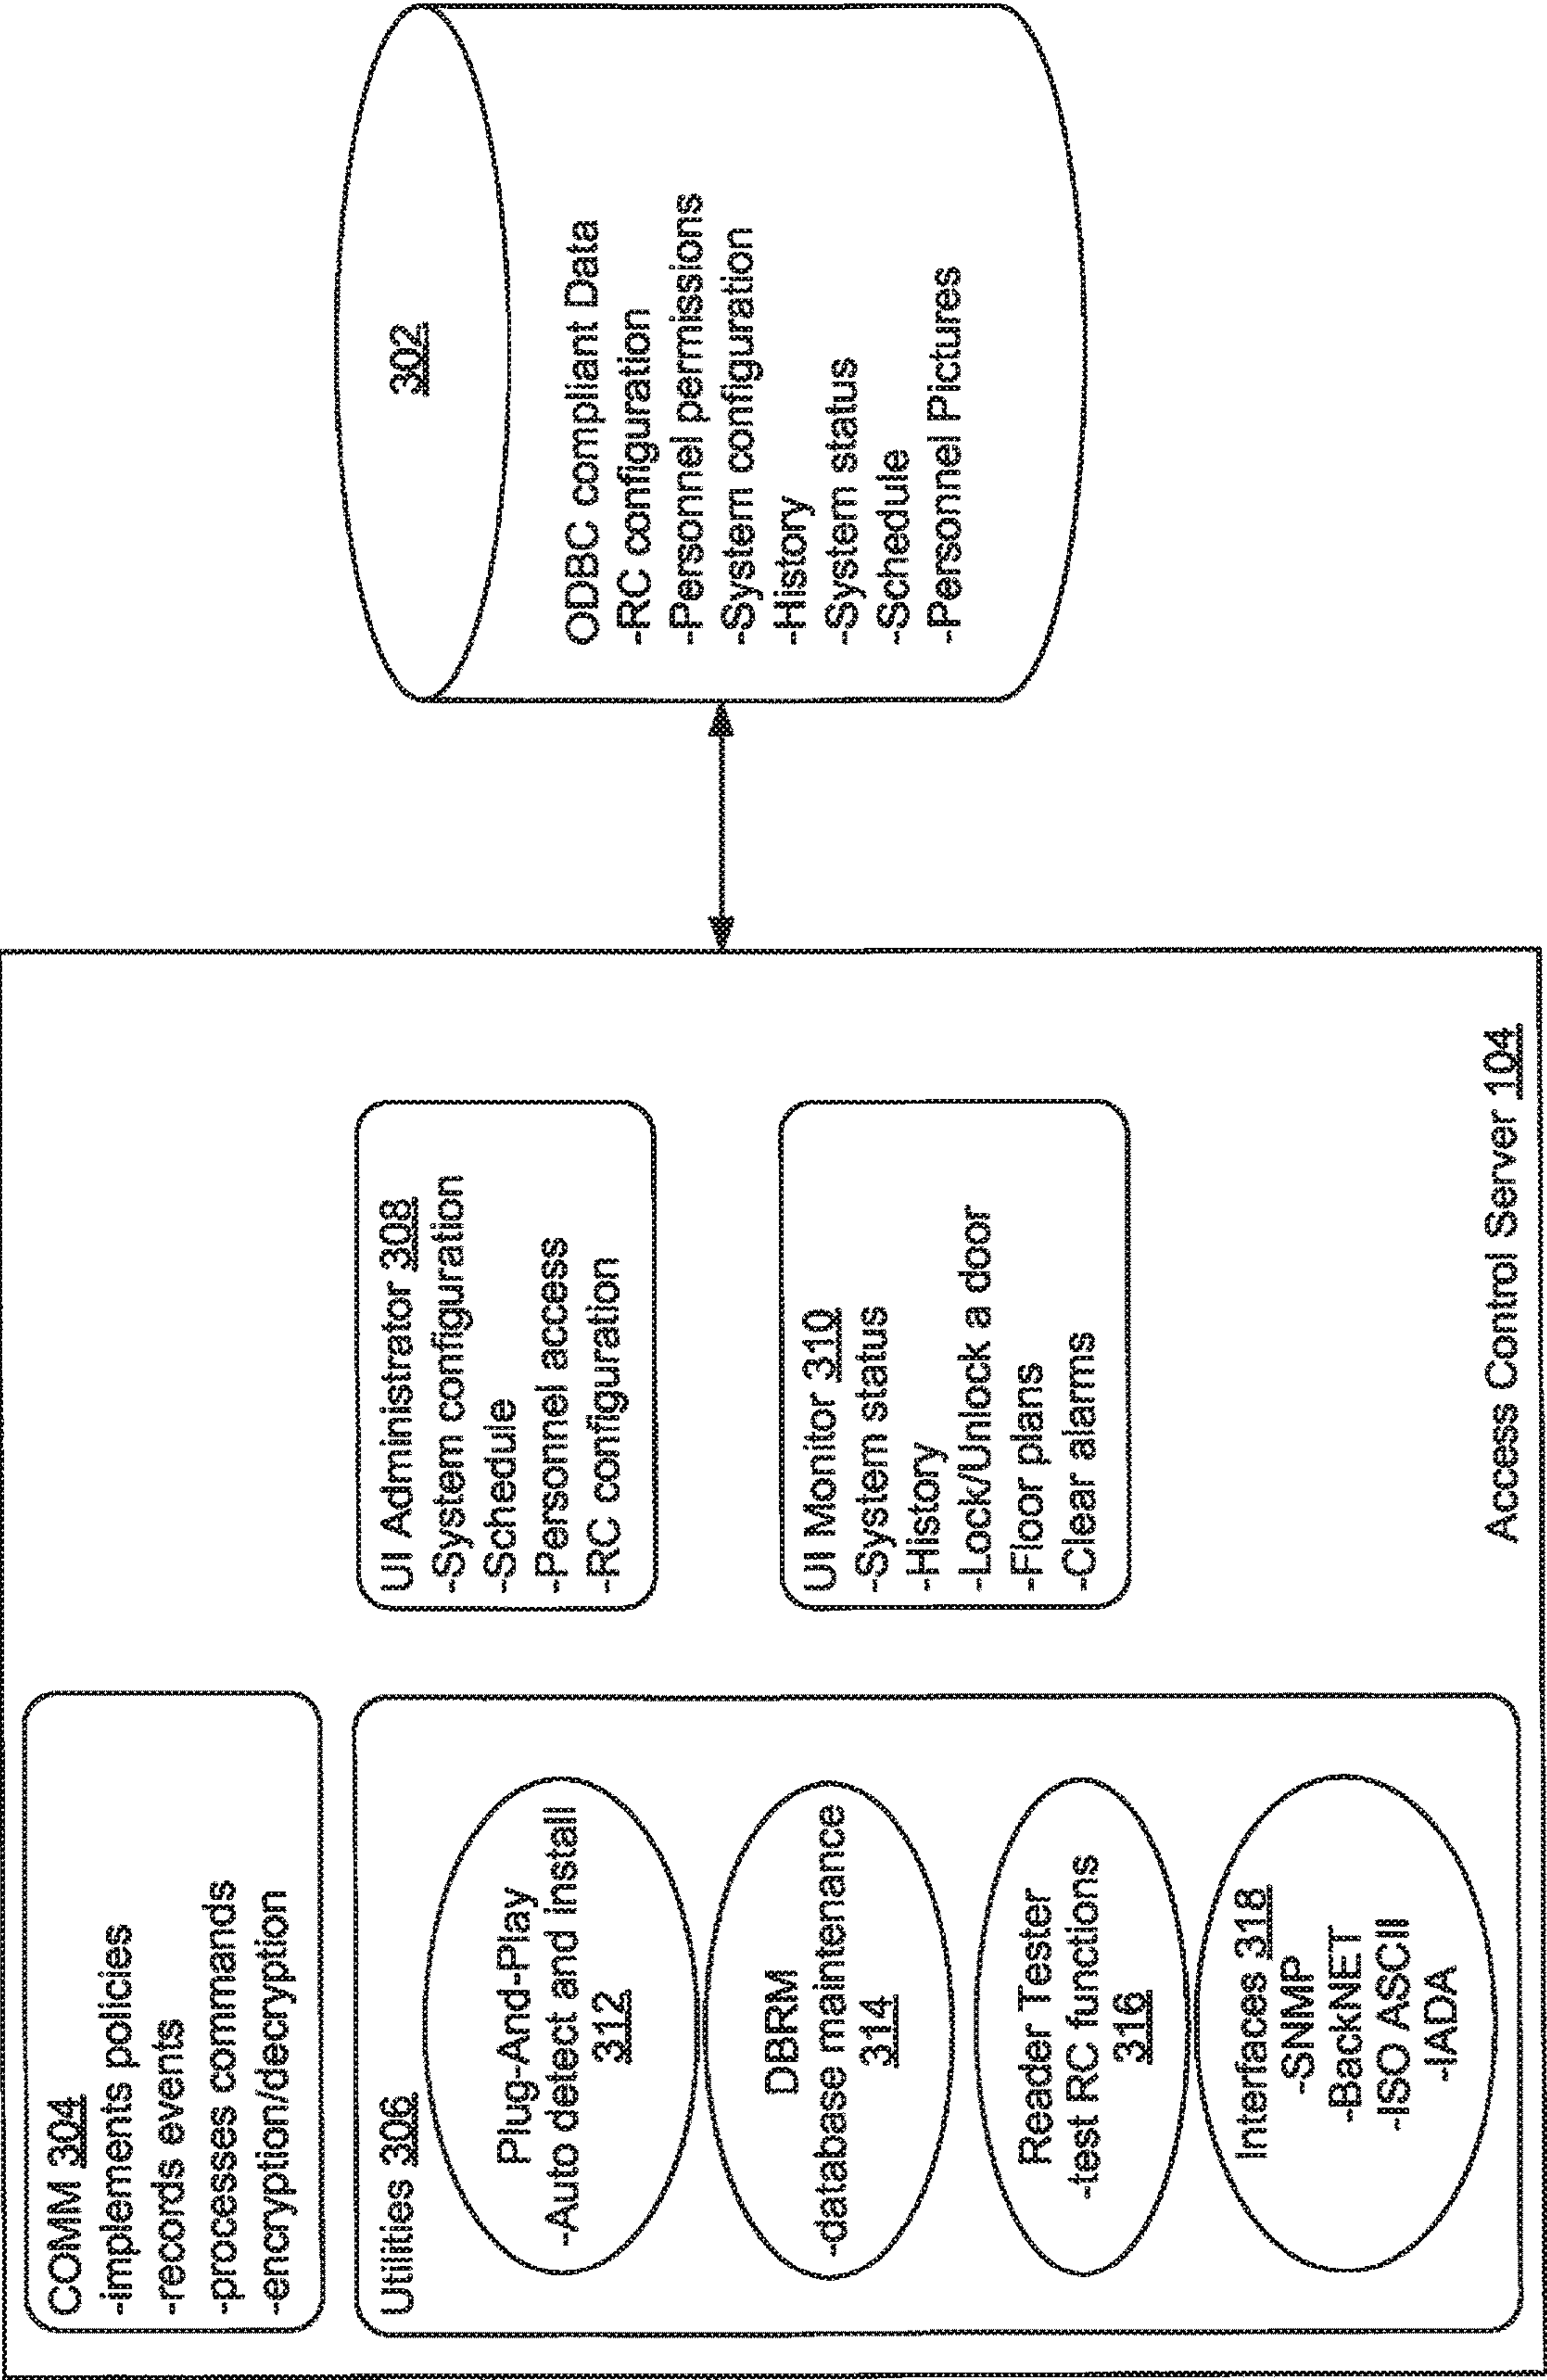 COMM 304
-implements policies
-records events
-processes commands
-encryption/decryption
Utilities 306
Plug-And-Play
-Auto detect and install
312
DBRM
-database maintenance
314
Reader Tester
-test RC functions
316
Interfaces 318
-SNMP
-BackNET
-ISO ASCII
-IADA
UI Administrator 308
-System configuration
-Schedule
-Personnel access
-RC configuration
UI Monitor 310
-System status
-History
-Lock/Unlock a door
-Floor plans
-Clear alarms
Access Control Server 104
302
ODBC compliant Data
-RC configuration
-Personnel permissions
-System configuration
-History
-System status
-Schedule
-Personnel Pictures